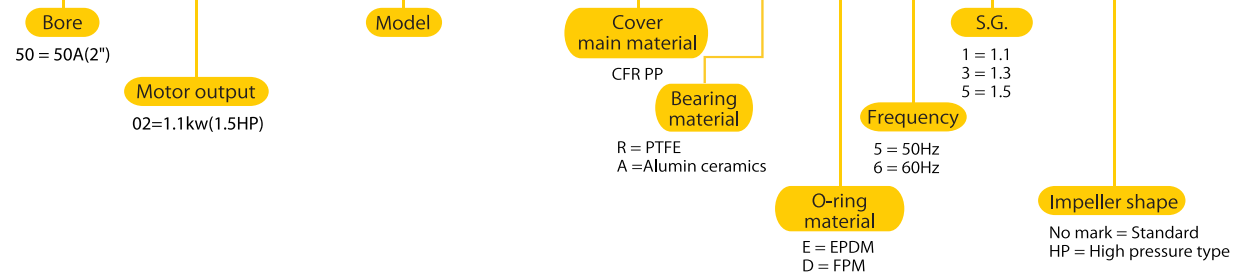 Bore
50 = 50A(2")
Motor output
02=1.1kw(1.5HP)
Model
Cover
main material
CFR PP
Bearing
material
R = PTFE
A =Alumin ceramics
O-ring
material
E = EPDM
D = FPM
Frequency
5 = 50Hz
6 = 60Hz
S.G.
1 = 1.1
3 = 1.3
5 = 1.5
Impeller shape
No mark = Standard
HP = High pressure type